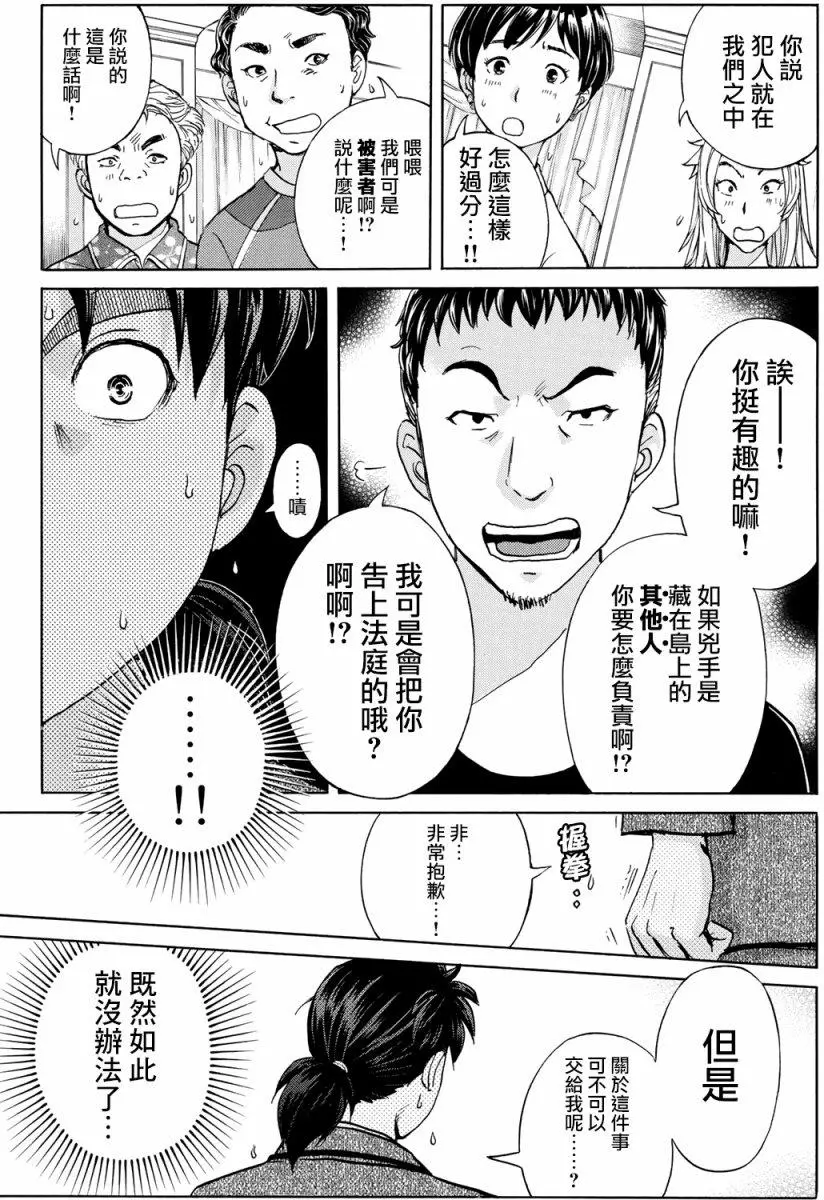 你說
犯人就在
我們之中
怎麼這樣
好過分…!!
喂喂
我們可是
被害者啊!?
説什麼呢…!
你説的
這是
什麼話啊!
誒——!
你挺有趣的嘛!
如果兇手是
藏在島上的
其他人
你要怎麼負責啊!?
我可是會把你
告上法庭的哦?
啊啊!?
……嘖
……!!
握拳…
非…
非常抱歉…!
但是
關於這件事
可不可以
交給我呢……?
既然如此
就沒辦法了…